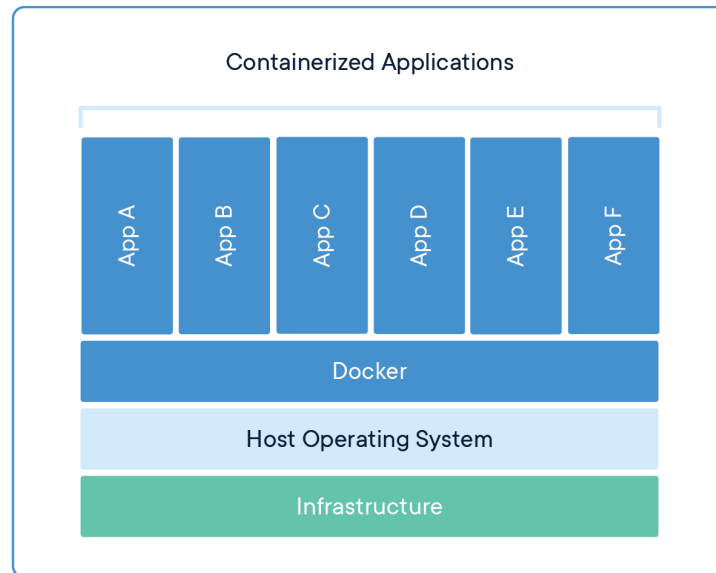 Containerized Applications
App A
App B
App C
App D
App E
App F
Docker
Host Operating System
Infrastructure